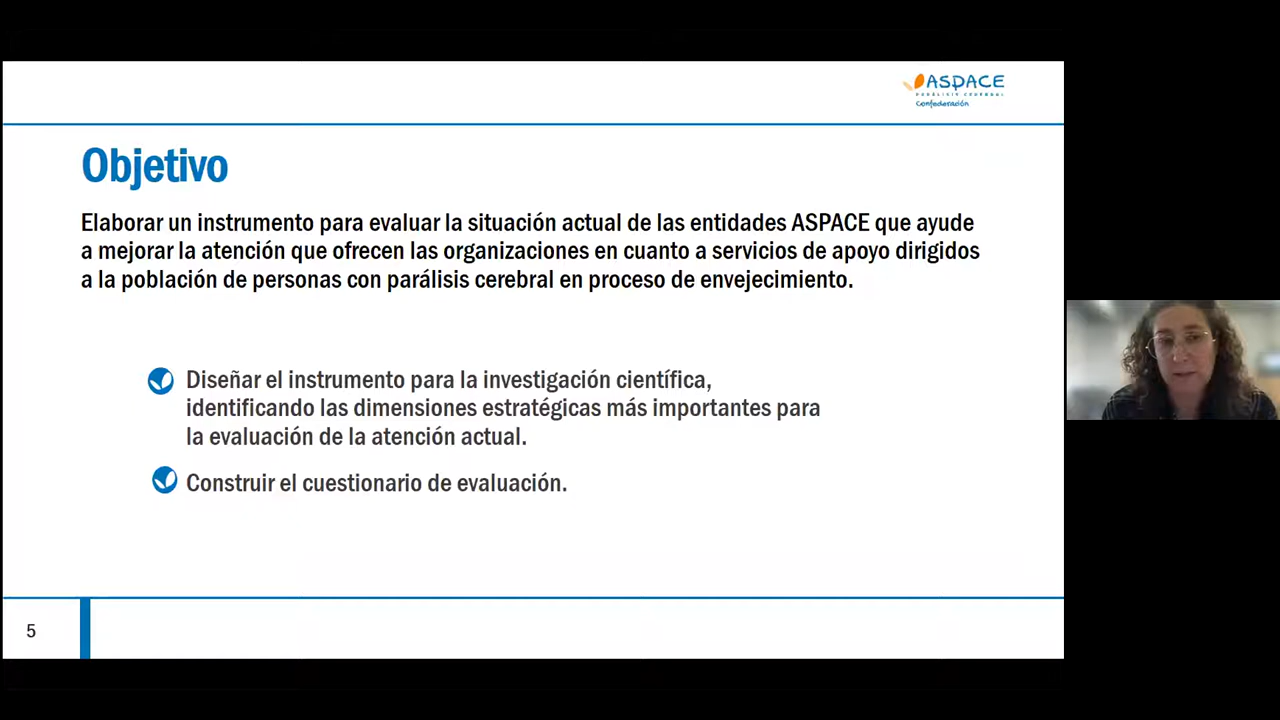 ASPACE
PARÁLISIS CEREBRAL
Confederación
Objetivo
Elaborar un instrumento para evaluar la situación actual de las entidades ASPACE que ayude
a mejorar la atención que ofrecen las organizaciones en cuanto a servicios de apoyo dirigidos
a la población de personas con parálisis cerebral en proceso de envejecimiento.
Diseñar el instrumento para la investigación científica,
identificando las dimensiones estratégicas más importantes para
la evaluación de la atención actual.
Construir el cuestionario de evaluación.
5